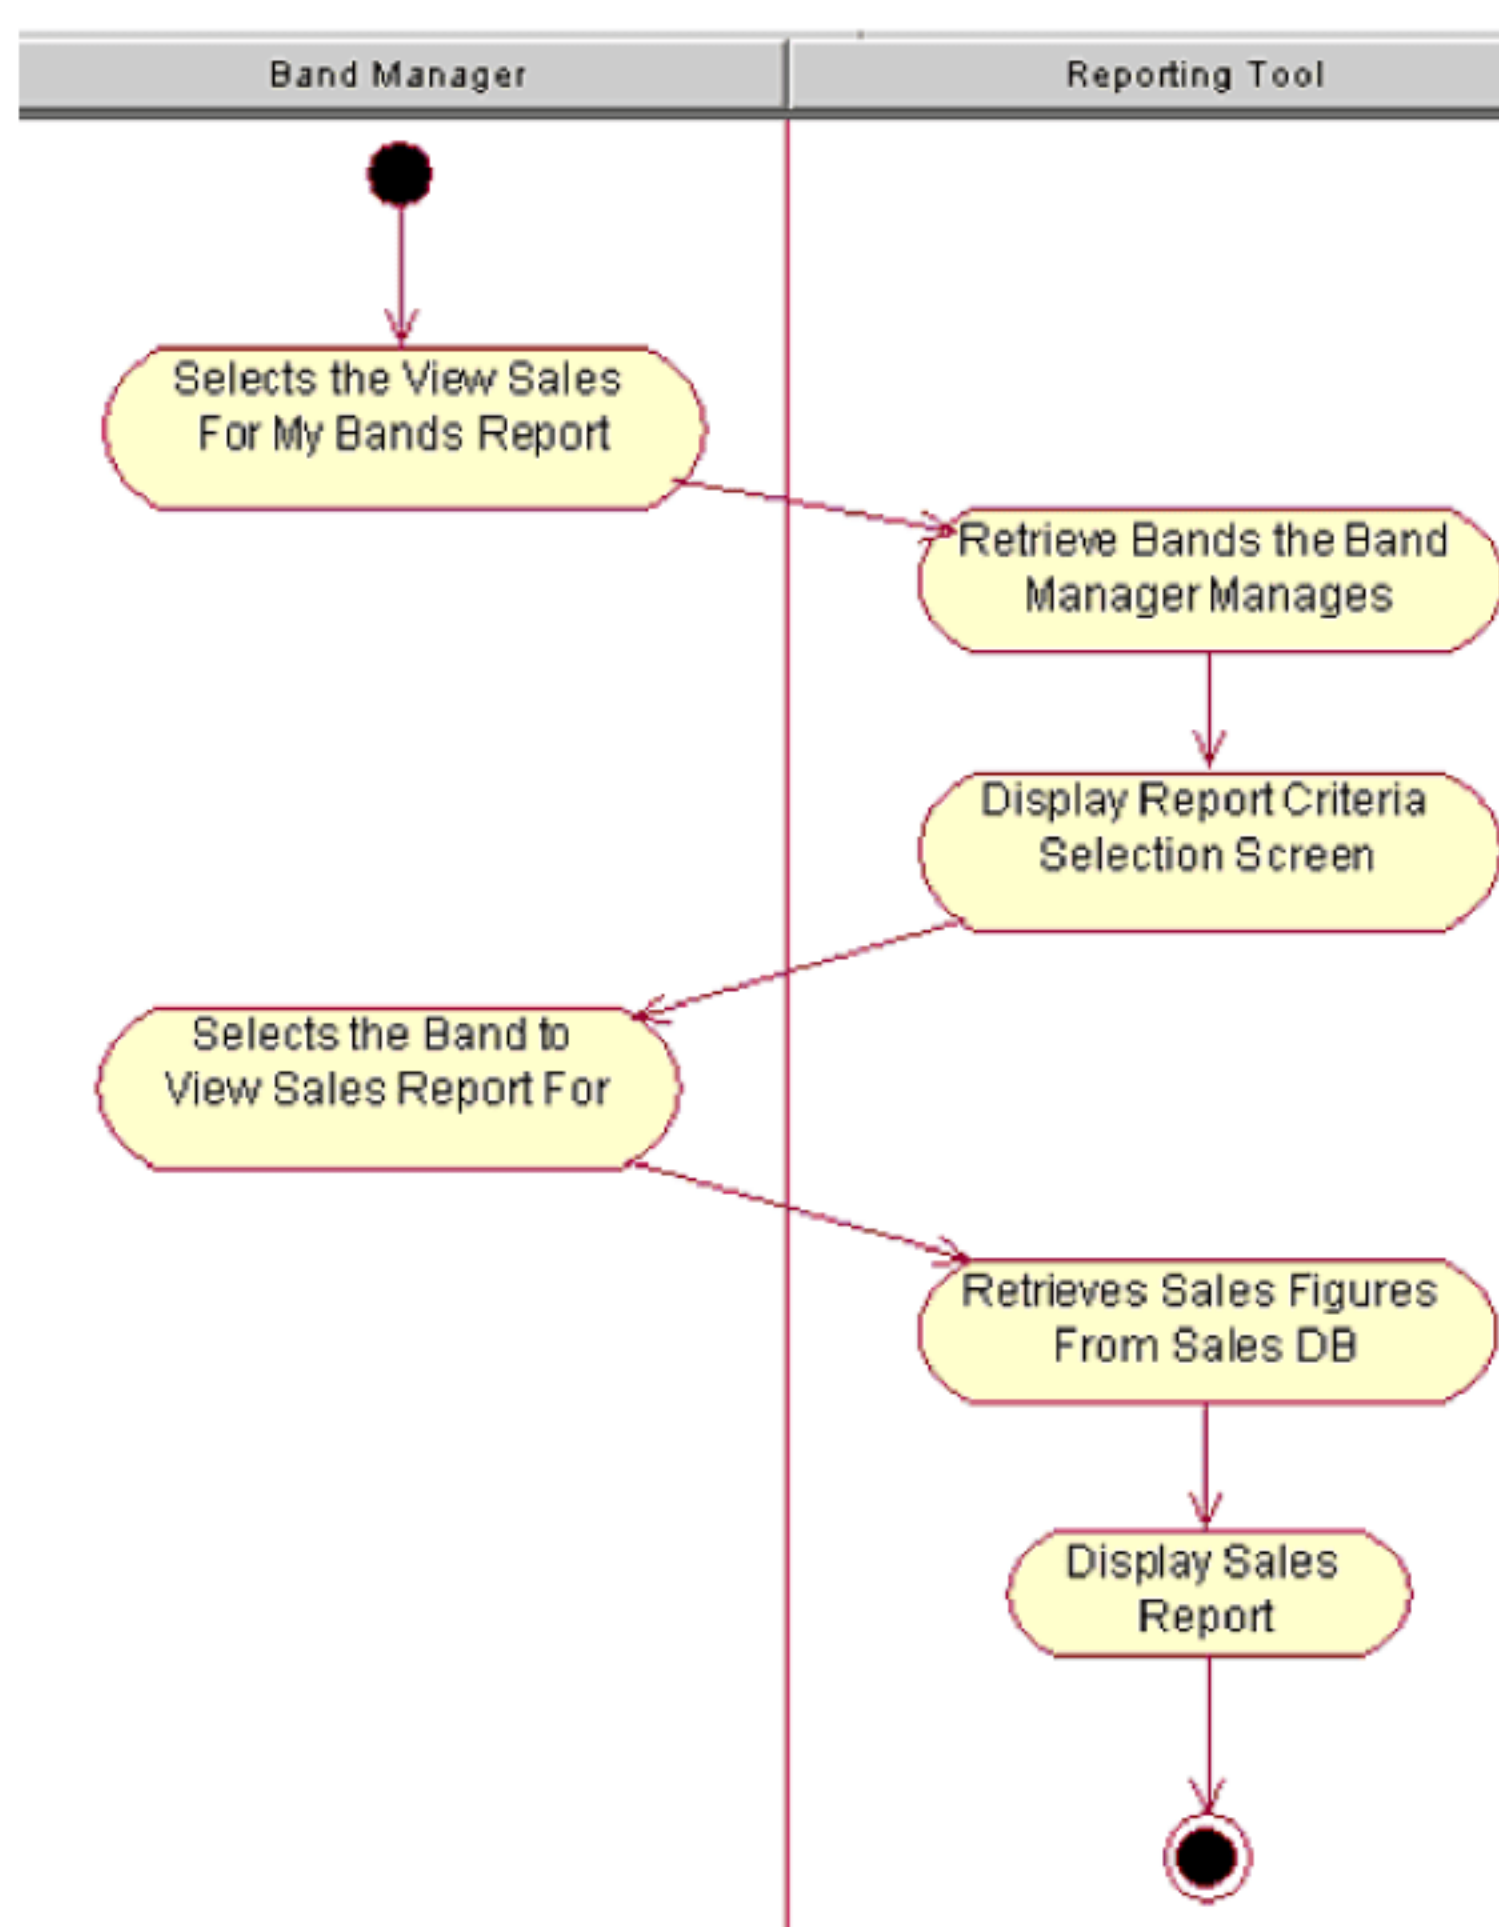 Band Manager
Reporting Tool
Selects the View Sales
For My Bands Report
Retrieve Bands the Band
Manager Manages
Display Report Criteria
Selection Screen
Selects the Band to
View Sales Report For
Retrieves Sales Figures
From Sales DB
Display Sales
Report